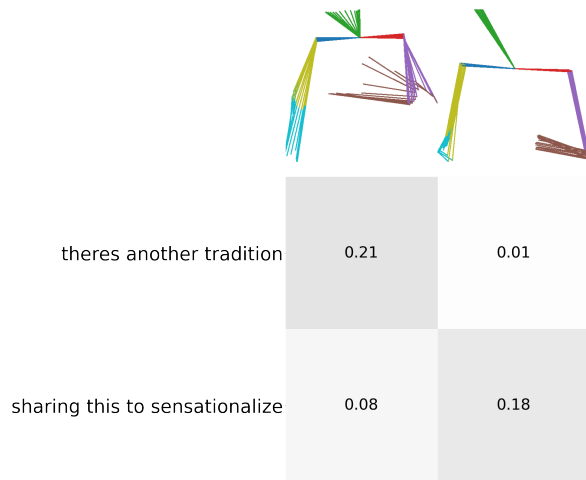 theres another tradition 0.21 0.01
sharing this to sensationalize 0.08 0.18